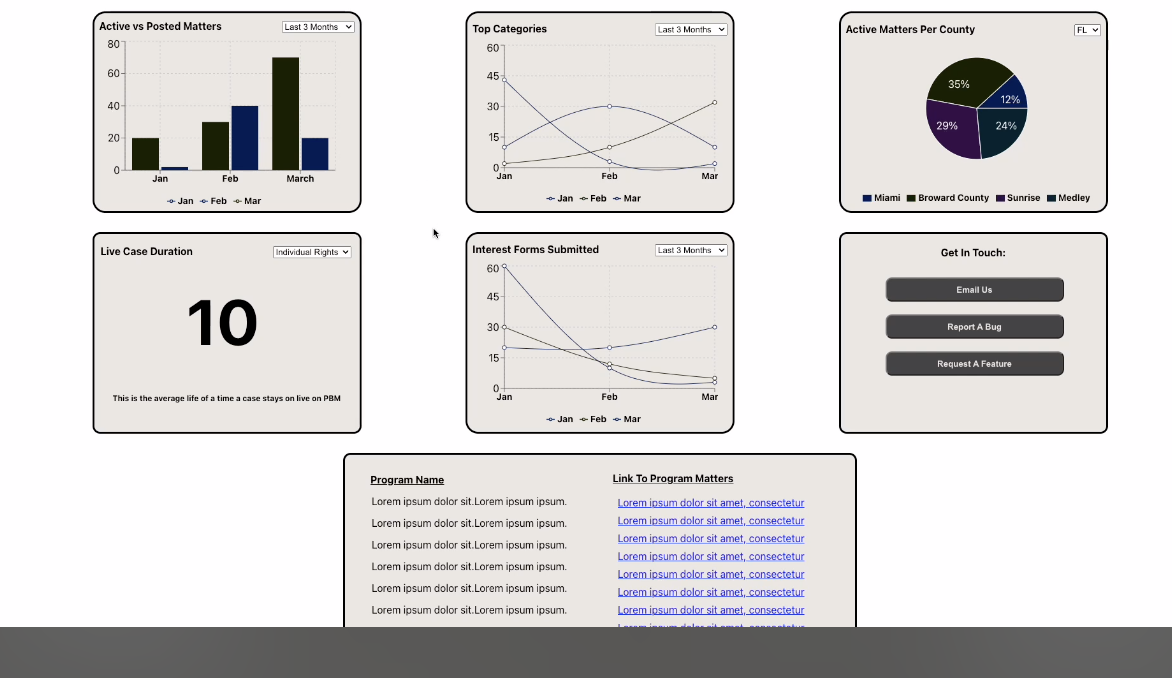 Active vs Posted Matters
Last 3 Months
80
60
40
20
0
Jan Feb March
Jan Feb Mar
Top Categories
Last 3 Months
60
45
30
15
0
Jan Feb Mar
Jan Feb Mar
Active Matters Per County
FL
35%
12%
29%
24%
Miami Broward County Sunrise Medley
Live Case Duration
Individual Rights
10
This is the average life of a time a case stays on live on PBM
Interest Forms Submitted
Last 3 Months
60
45
30
15
0
Jan Feb Mar
Jan Feb Mar
Get In Touch:
Email Us
Report A Bug
Request A Feature
Program Name
Lorem ipsum dolor sit.Lorem ipsum ipsum.
Lorem ipsum dolor sit.Lorem ipsum ipsum.
Lorem ipsum dolor sit.Lorem ipsum ipsum.
Lorem ipsum dolor sit.Lorem ipsum ipsum.
Lorem ipsum dolor sit.Lorem ipsum ipsum.
Lorem ipsum dolor sit.Lorem ipsum ipsum.
Link To Program Matters
Lorem ipsum dolor sit amet, consectetur
Lorem ipsum dolor sit amet, consectetur
Lorem ipsum dolor sit amet, consectetur
Lorem ipsum dolor sit amet, consectetur
Lorem ipsum dolor sit amet, consectetur
Lorem ipsum dolor sit amet, consectetur
Lorem ipsum dolor sit amet, consectetur